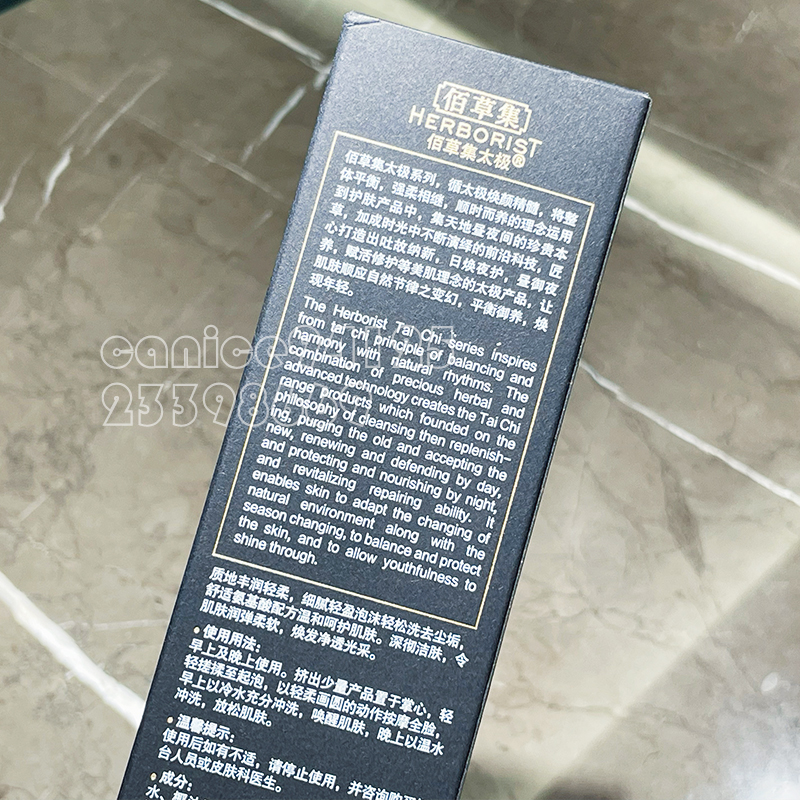 佰草集
HERBORIST
佰草集太极®
佰草集太极系列,循太极焕颜精髓,将整
体平衡,强柔相缠,顺时而养的理念运用
到护肤产品中,集天地昼夜间的珍贵本
草,加成时光中不断演绎的前沿科技,匠
心打造出吐故纳新,日焕夜护,昼御夜
养,赋活修护等美肌理念的太极产品,让
肌肤顺应自然节律之变幻,平衡御养,焕
现年轻。
The Herborist Tai series inspires
from tai chi principle of balancing and
harmony with natural rhythms. The
combination of precious herbal and
advanced technology creates the Tai Chi
range products which founded on the
philosophy of cleansing then replenish-
ing, purging the old and accepting the
new, renewing and defending by day,
and protecting and nourishing by night,
and revitalizing repairing ability. It
enables skin to adapt the changing of
natural environment along with the
season changing, to balance and protect
the skin, and to allow youthfulness to
shine through.
质地丰润轻柔,细腻轻盈泡沫轻松洗去尘垢,
舒适氨基酸配方温和呵护肌肤。深彻洁肤,令
肌肤润弹柔软,焕发净透光采。
• 使用用法:
早上及晚上使用。挤出少量产品置于掌心,轻
轻搓揉至起泡,以轻柔画圆的动作按摩全脸,
早上以冷水充分冲洗,唤醒肌肤,晚上以温水
冲洗,放松肌肤。
• 温馨提示:
使用后如有不适,请停止使用,并咨询购买
台人员或皮肤科医生。
• 成分:
水、
canice
23398